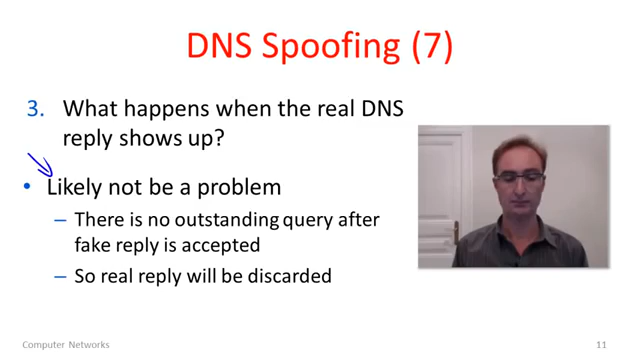 DNS Spoofing (7)
3. What happens when the real DNS
reply shows up?
• Likely not be a problem
– There is no outstanding query after
fake reply is accepted
– So real reply will be discarded
Computer Networks
11